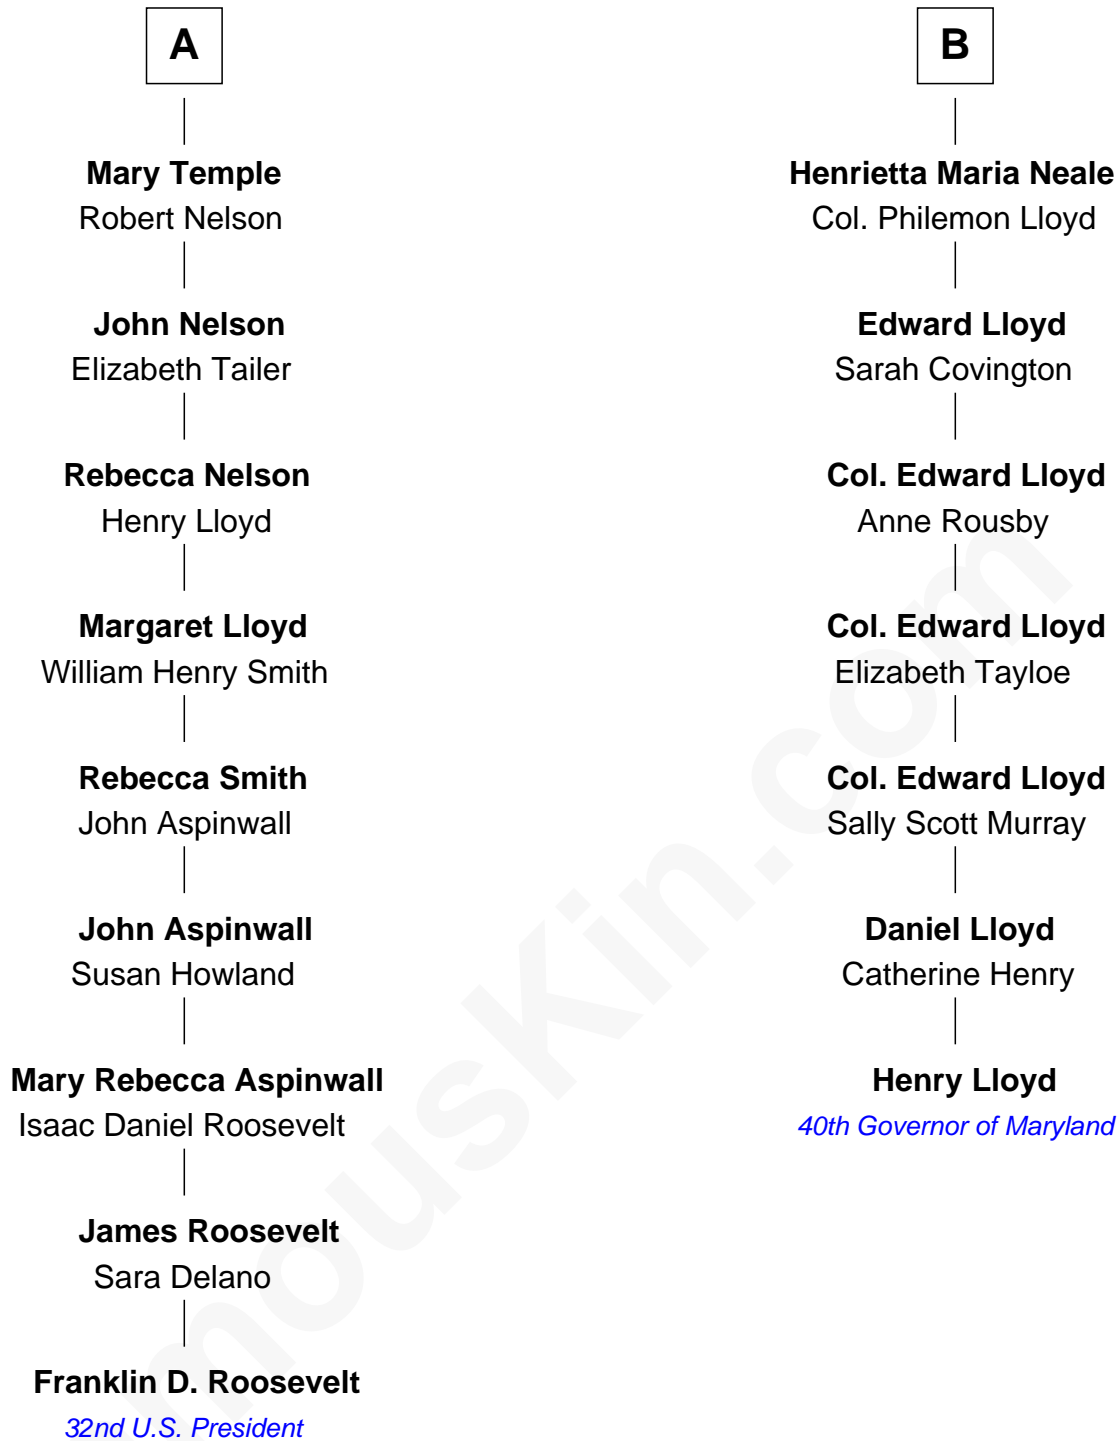 A
Mary Temple
Robert Nelson
John Nelson
Elizabeth Tailer
Rebecca Nelson
Henry Lloyd
Margaret Lloyd
William Henry Smith
Rebecca Smith
John Aspinwall
John Aspinwall
Susan Howland
Mary Rebecca Aspinwall
Isaac Daniel Roosevelt
James Roosevelt
Sara Delano
Franklin D. Roosevelt
32nd U.S. President
B
Henrietta Maria Neale
Col. Philemon Lloyd
Edward Lloyd
Sarah Covington
Col. Edward Lloyd
Anne Rousby
Col. Edward Lloyd
Elizabeth Tayloe
Col. Edward Lloyd
Sally Scott Murray
Daniel Lloyd
Catherine Henry
Henry Lloyd
40th Governor of Maryland
mouskin.com